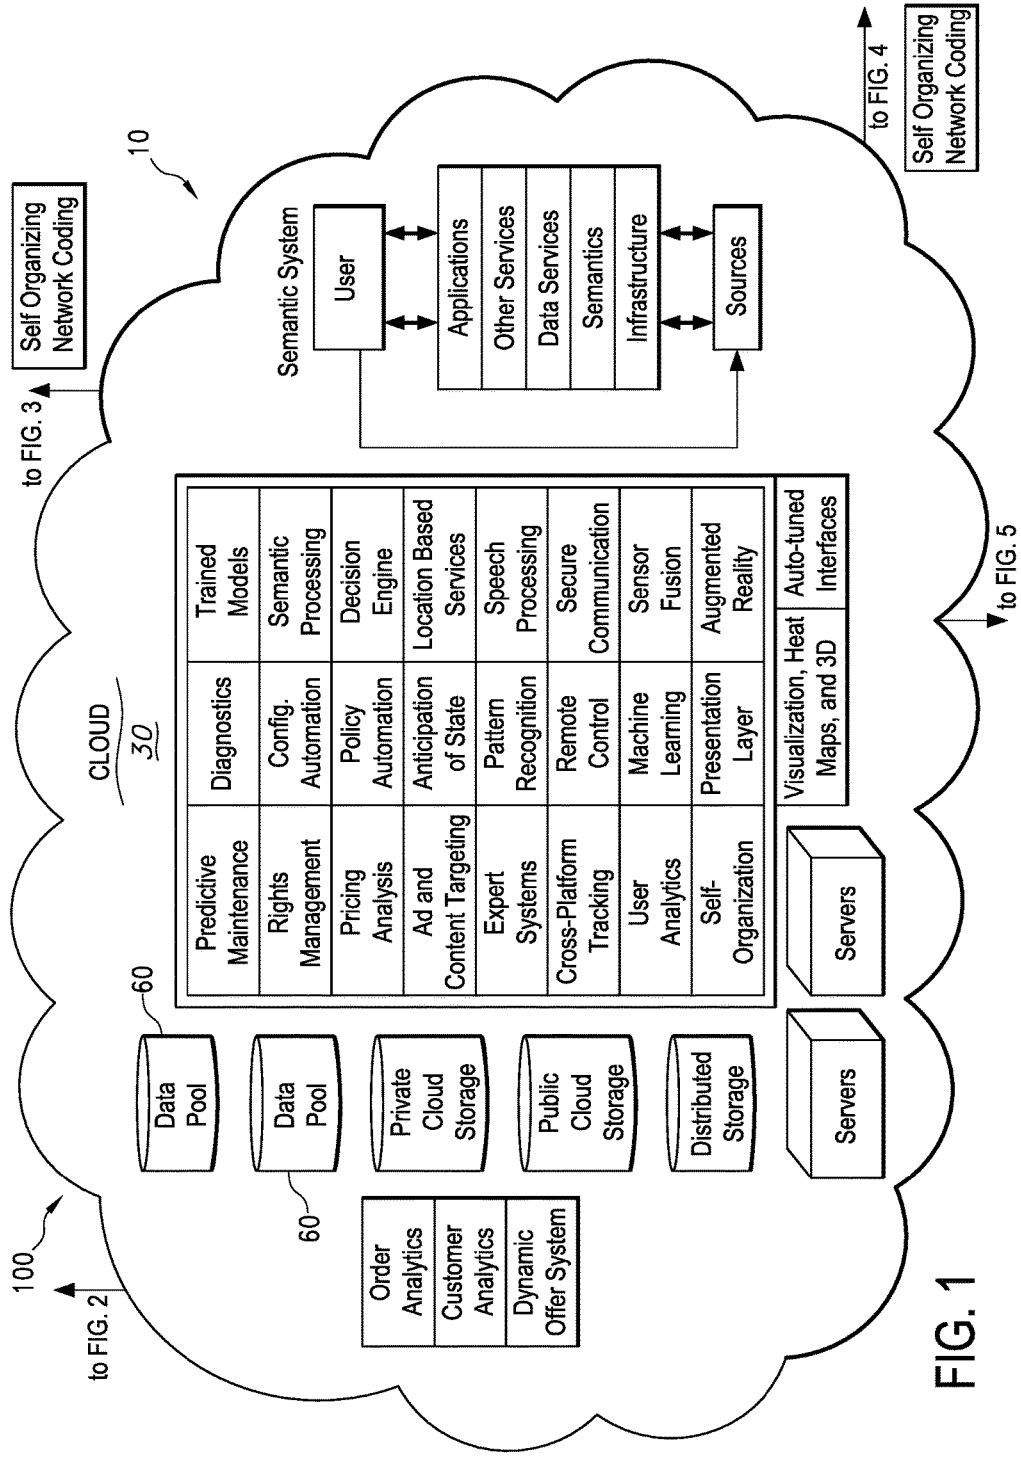 100
to FIG. 2
to FIG. 3
Self Organizing
Network Coding
10
CLOUD
30
60
Data
Pool
60
Data
Pool
Private
Cloud
Storage
Public
Cloud
Storage
Distributed
Storage
Order
Analytics
Customer
Analytics
Dynamic
Offer System
Predictive
Maintenance
Diagnostics
Trained
Models
Rights
Management
Config.
Automation
Semantic
Processing
Pricing
Analysis
Policy
Automation
Decision
Engine
Ad and
Content Targeting
Anticipation
of State
Location Based
Services
Expert
Systems
Pattern
Recognition
Speech
Processing
Cross-Platform
Tracking
Remote
Control
Secure
Communication
User
Analytics
Machine
Learning
Sensor
Fusion
Self-
Organization
Presentation
Layer
Augmented
Reality
Visualization, Heat
Maps, and 3D
Auto-tuned
Interfaces
Servers
Servers
Semantic System
User
Applications
Other Services
Data Services
Semantics
Infrastructure
Sources
to FIG. 4
Self Organizing
Network Coding
to FIG. 5
FIG. 1